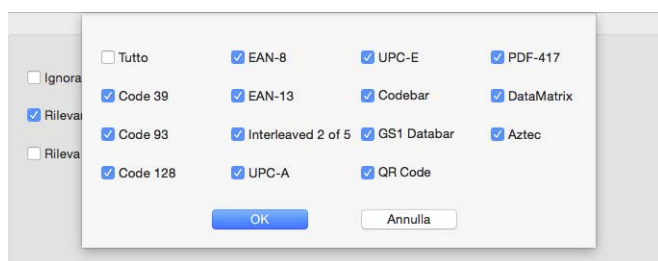 Tutto EAN-8 UPC-E PDF-417
Ignora
Code 39 EAN-13 Codebar DataMatrix
Rileva
Code 93 Interleaved 2 of 5 GS1 Databar Aztec
Rileva
Code 128 UPC-A QR Code
OK Annulla